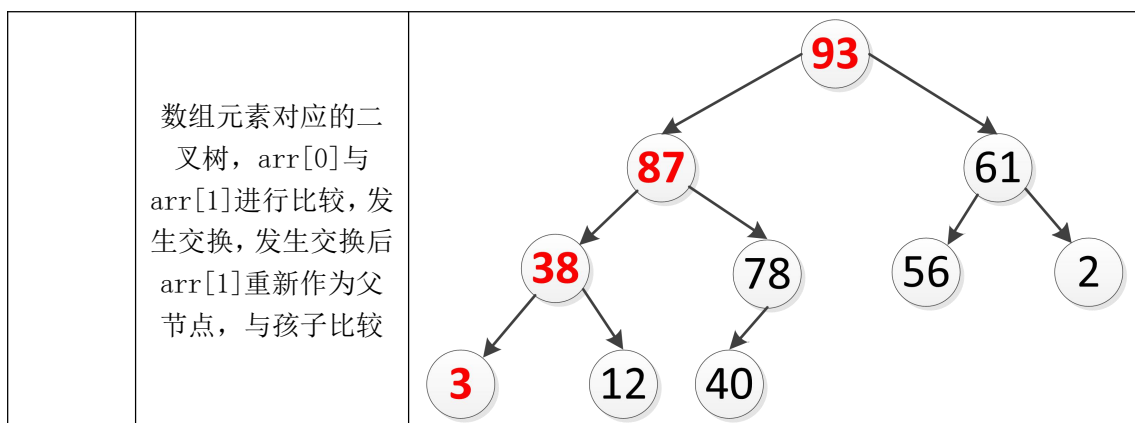 数组元素对应的二
叉树，arr[0]与
arr[1]进行比较，发
生交换，发生交换后
arr[1]重新作为父
节点，与孩子比较
93
87
61
38
78
56
2
3
12
40